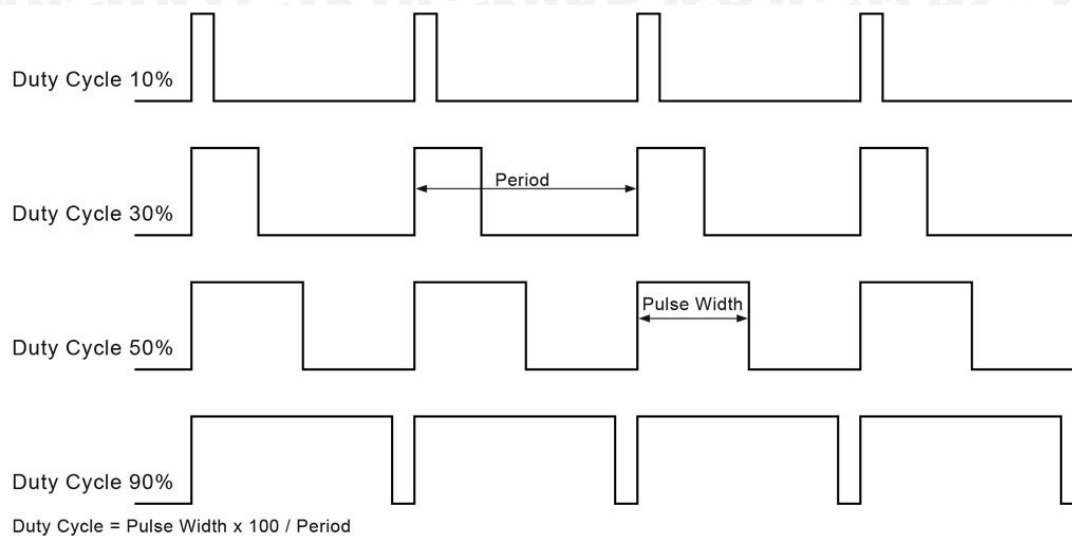 Duty Cycle 10%
Period
Duty Cycle 30%
Pulse Width
Duty Cycle 50%
Duty Cycle 90%
Duty Cycle = Pulse Width x 100 / Period